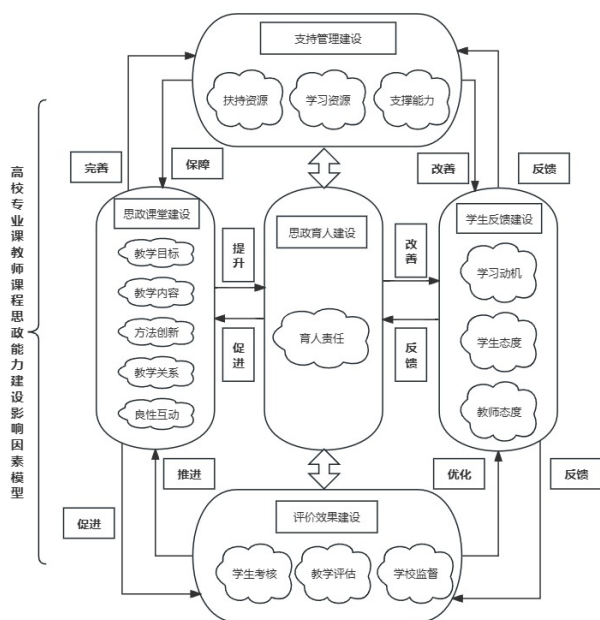 支持管理建设
扶持资源
学习资源
支撑能力
完善
保障
改善
反馈
高校专业课教师课程思政能力建设影响因素模型
思政课堂建设
教学目标
教学内容
方法创新
教学关系
良性互动
提升
促进
思政育人建设
育人责任
改善
反馈
学生反馈建设
学习动机
学生态度
教师态度
促进
推进
优化
反馈
评价效果建设
学生考核
教学评估
学校监督